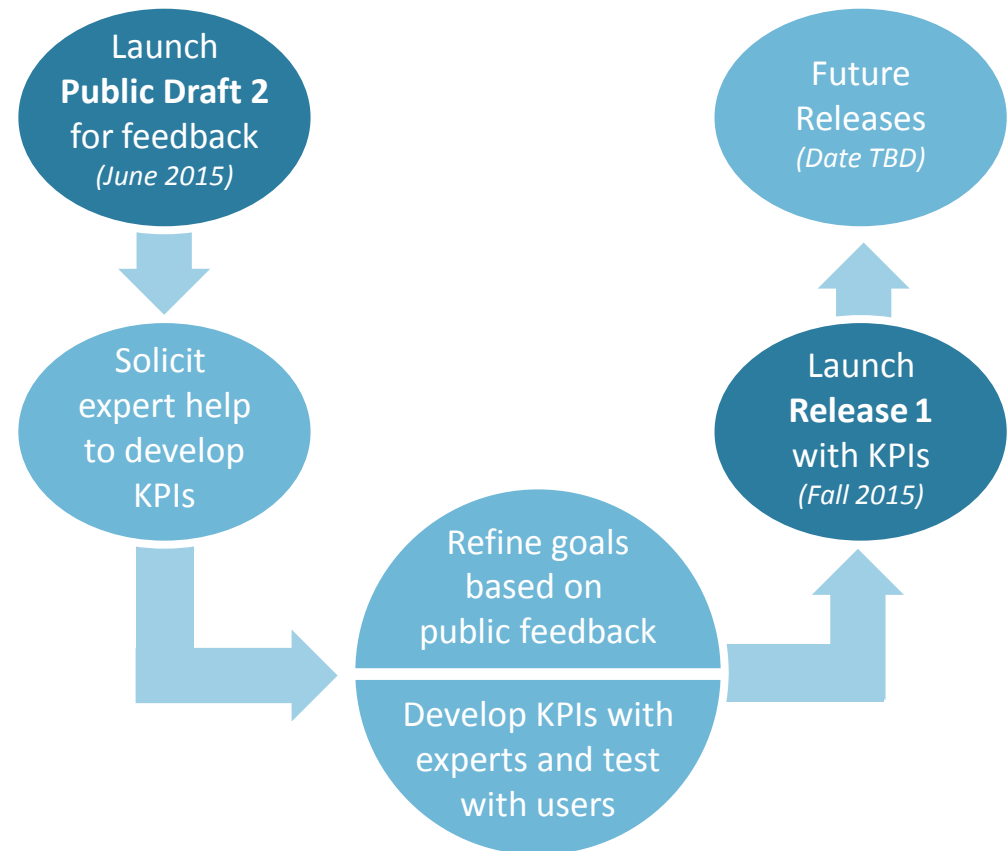 Launch
Public Draft 2
for feedback
(June 2015)
Solicit
expert help
to develop
KPIs
Refine goals
based on
public feedback
Develop KPIs with
experts and test
with users
Launch
Release 1
with KPIs
(Fall 2015)
Future
Releases
(Date TBD)